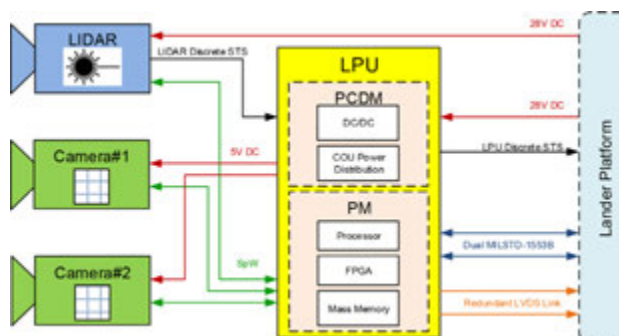 LIDAR
28V DC
LIDAR Discrete STS
LPU
PCDM
DC/DC
28V DC
Camera#1
5V DC
COU Power
Distribution
LPU Discrete STS
Lander Platform
PM
Processor
Dual MILSTD-1553B
Camera#2
SpW
FPGA
Mass Memory
Redundant LVDS Link